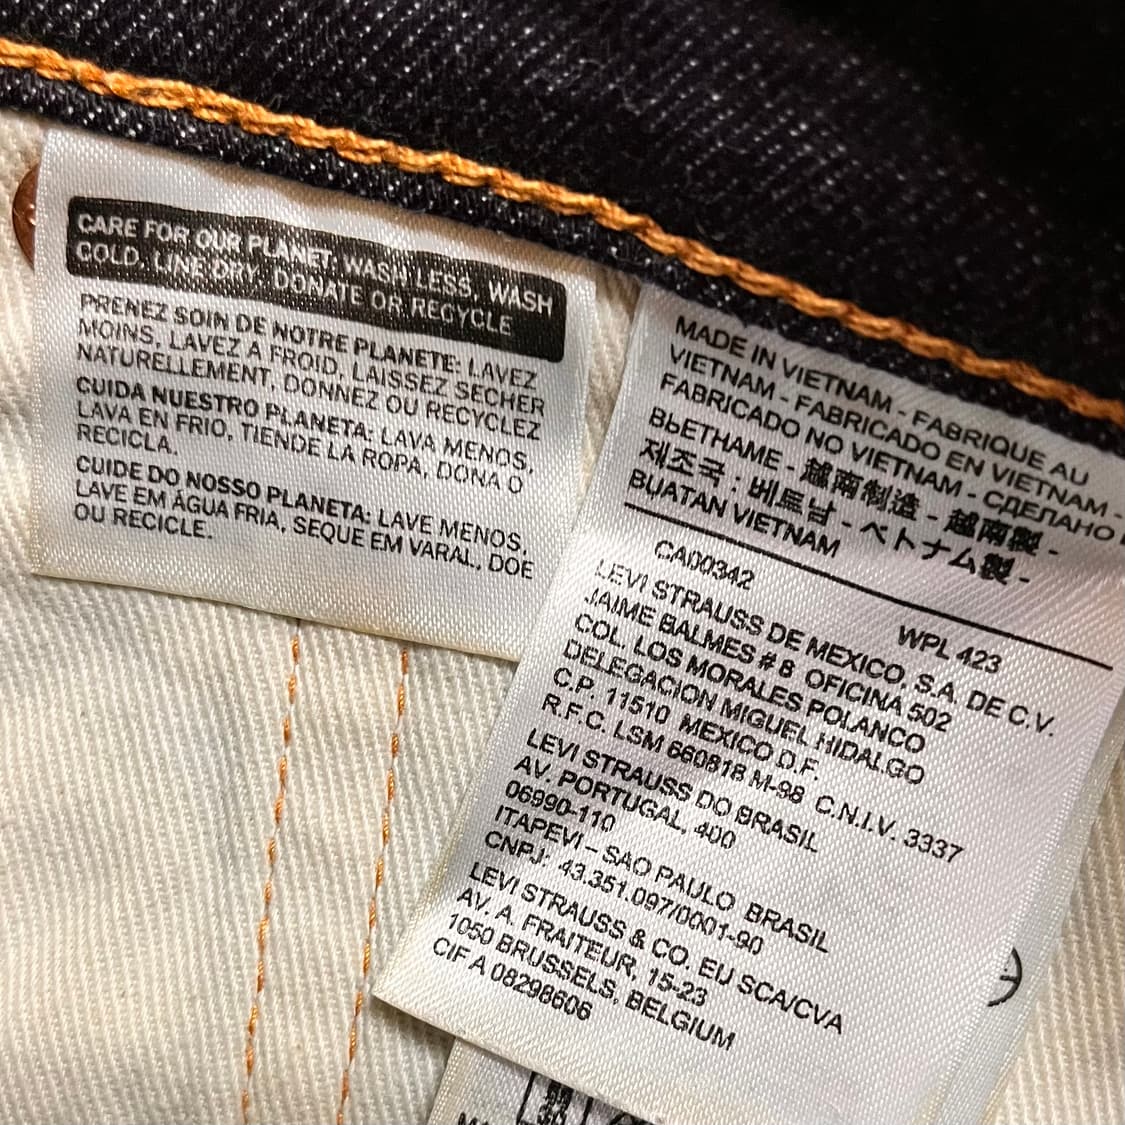 CARE FOR OUR PLANET: WASH LESS, WASH
COLD, LINE DRY, DONATE OR RECYCLE
PRENEZ SOIN DE NOTRE PLANETE: LAVEZ
MOINS, LAVEZ À FROID, LAISSEZ SÉCHER
NATURELLEMENT, DONNEZ OU RECYCLEZ
CUIDA NUESTRO PLANETA: LAVA MENOS,
LAVA EN FRIO, TIENDE LA ROPA, DONA O
RECICLA.
CUIDE DO NOSSO PLANETA: LAVE MENOS,
LAVE EM ÁGUA FRIA, SEQUE EM VARAL, DOE
OU RECICLE.
MADE IN VIETNAM - FABRIQUE AU
VIETNAM - FABRICADO EN VIETNAM -
FABRICADO NO VIETNAM - СДЕЛАНО
ВЬЕТНАМЕ - 越南制造 - 越南製 -
제조국 : 베트남 - ベトナム製 -
BUATAN VIETNAM
CA00342 WPL 423
LEVI STRAUSS DE MEXICO, S.A. DE C.V.
JAIME BALMES # 8 OFICINA 502
COL. LOS MORALES POLANCO
DELEGACION MIGUEL HIDALGO
C.P. 11510 MEXICO D.F.
R.F.C. LSM 660818 M-98 C.N.I.V. 3337
LEVI STRAUSS DO BRASIL
AV. PORTUGAL, 400
06990-110
ITAPEVI – SAO PAULO BRASIL
CNPJ: 43.351.097/0001-90
LEVI STRAUSS & CO. EU SCA/CVA
AV. A. FRAITEUR, 15-23
1050 BRUSSELS, BELGIUM
CIF A 08298606